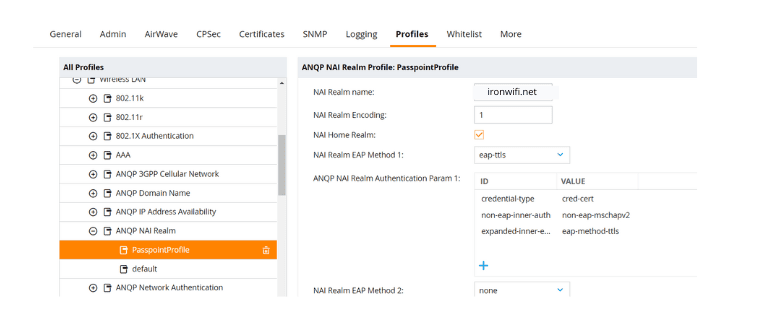 General Admin AirWave CPSec Certificates SNMP Logging Profiles Whitelist More
All Profiles
Wireless LAN
802.11k
802.11r
802.1X Authentication
AAA
ANQP 3GPP Cellular Network
ANQP Domain Name
ANQP IP Address Availability
ANQP NAI Realm
PasspointProfile
default
ANQP Network Authentication
ANQP NAI Realm Profile: PasspointProfile
NAI Realm name: ironwifi.net
NAI Realm Encoding: 1
NAI Home Realm:
NAI Realm EAP Method 1: eap-ttls
ANQP NAI Realm Authentication Param 1:
ID VALUE
credential-type cred-cert
non-eap-inner-auth non-eap-mschapv2
expanded-inner-e... eap-method-ttls
NAI Realm EAP Method 2: none